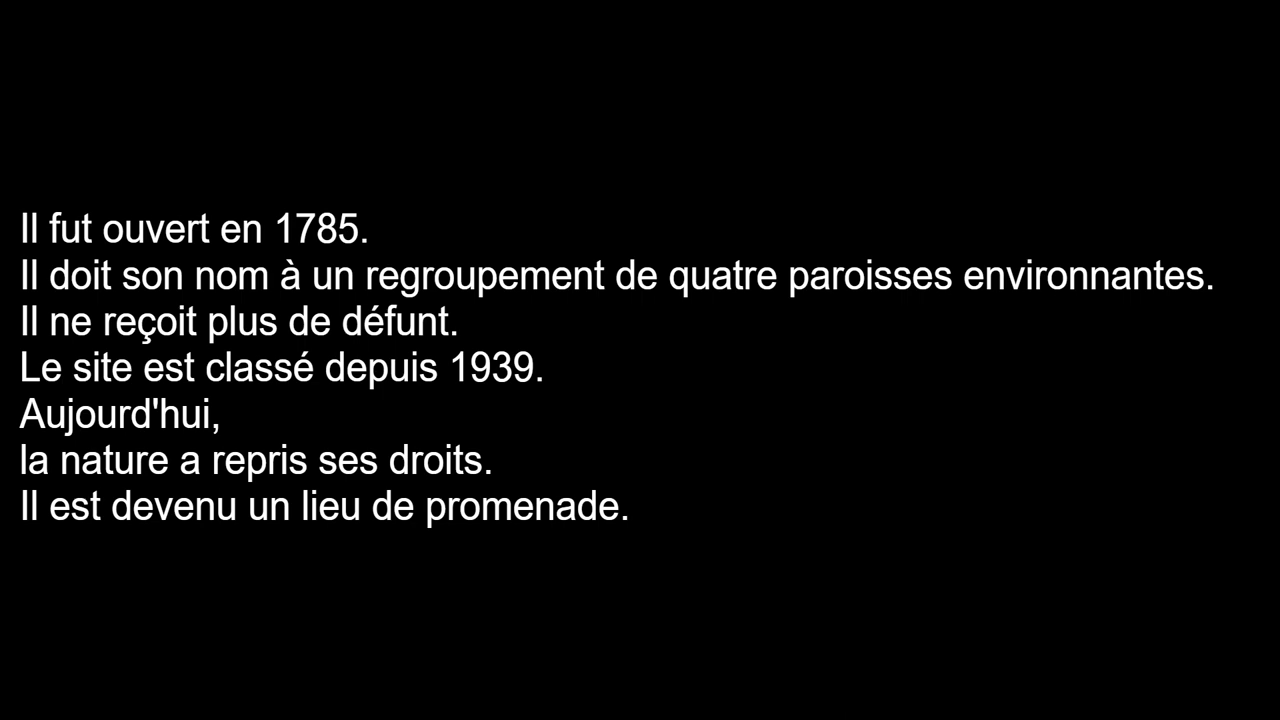 Il fut ouvert en 1785.
Il doit son nom à un regroupement de quatre paroisses environnantes.
Il ne reçoit plus de défunt.
Le site est classé depuis 1939.
Aujourd'hui,
la nature a repris ses droits.
Il est devenu un lieu de promenade.